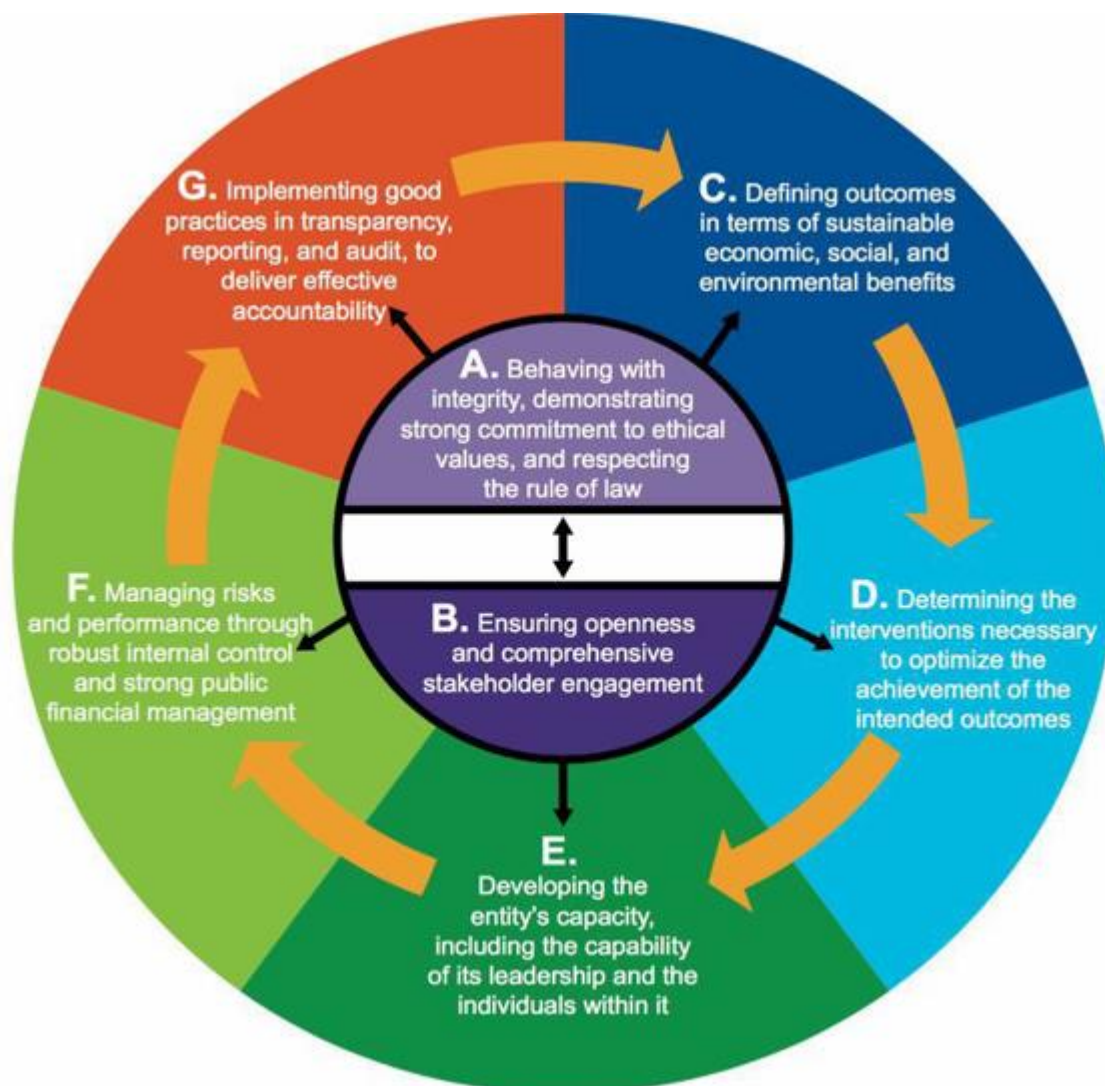 G. Implementing good
practices in transparency,
reporting, and audit, to
deliver effective
accountability
C. Defining outcomes
in terms of sustainable
economic, social, and
environmental benefits
A. Behaving with
integrity, demonstrating
strong commitment to ethical
values, and respecting
the rule of law
B. Ensuring openness
and comprehensive
stakeholder engagement
F. Managing risks
and performance through
robust internal control
and strong public
financial management
D. Determining the
interventions necessary
to optimize the
achievement of the
intended outcomes
E.
Developing the
entity's capacity,
including the capability
of its leadership and the
individuals within it